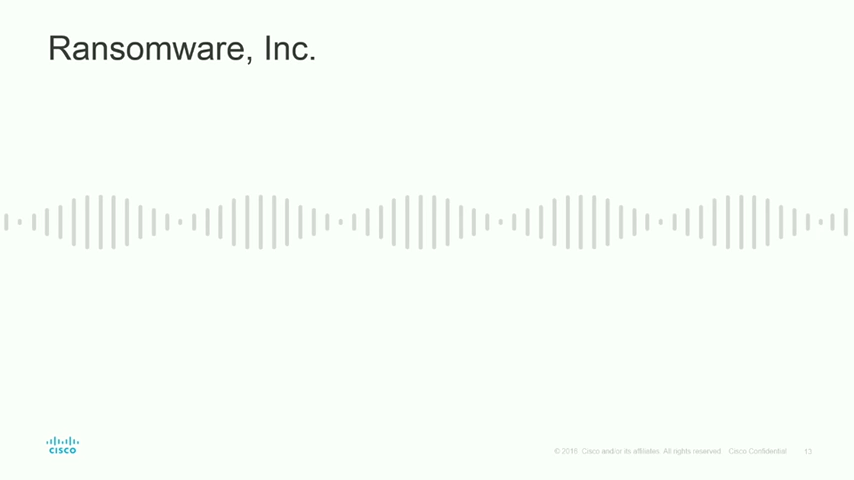 Ransomware, Inc.
CISCO
© 2016 Cisco and/or its affiliates. All rights reserved. Cisco Confidential 13